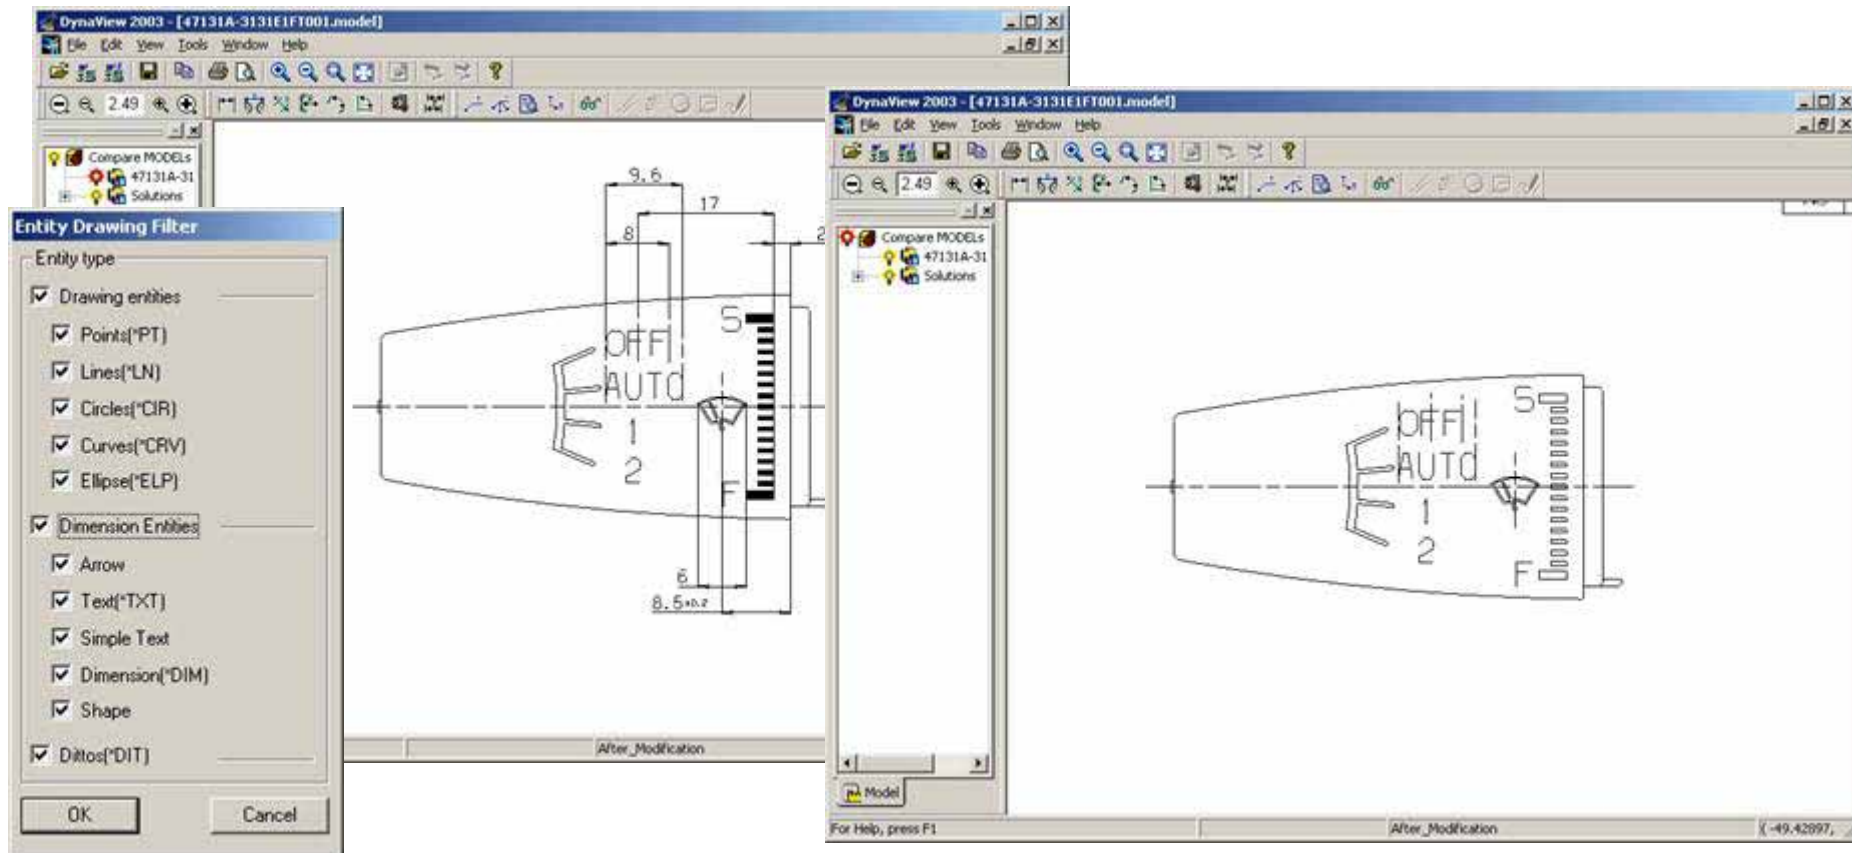 DynaView 2003 - [47131A-3131E1FT001.model]
File Edit View Tools Window Help
2.49
Compare MODELs
47131A-31
Solutions
Entity Drawing Filter
Entity type
Drawing entities
Points(*PT)
Lines(*LN)
Circles(*CIR)
Curves(*CRV)
Ellipse(*ELP)
Dimension Entities
Arrow
Text(*TXT)
Simple Text
Dimension(*DIM)
Shape
Dittos(*DIT)
OK Cancel
9.6
17
8
2
S
OFF
AUTO
1
2
F
6
8.5±0.2
After_Modification
DynaView 2003 - [47131A-3131E1FT001.model]
File Edit View Tools Window Help
2.49
Compare MODELs
47131A-31
Solutions
S
OFF
AUTO
1
2
F
Model
For Help, press F1 After_Modification ( -49.42897,